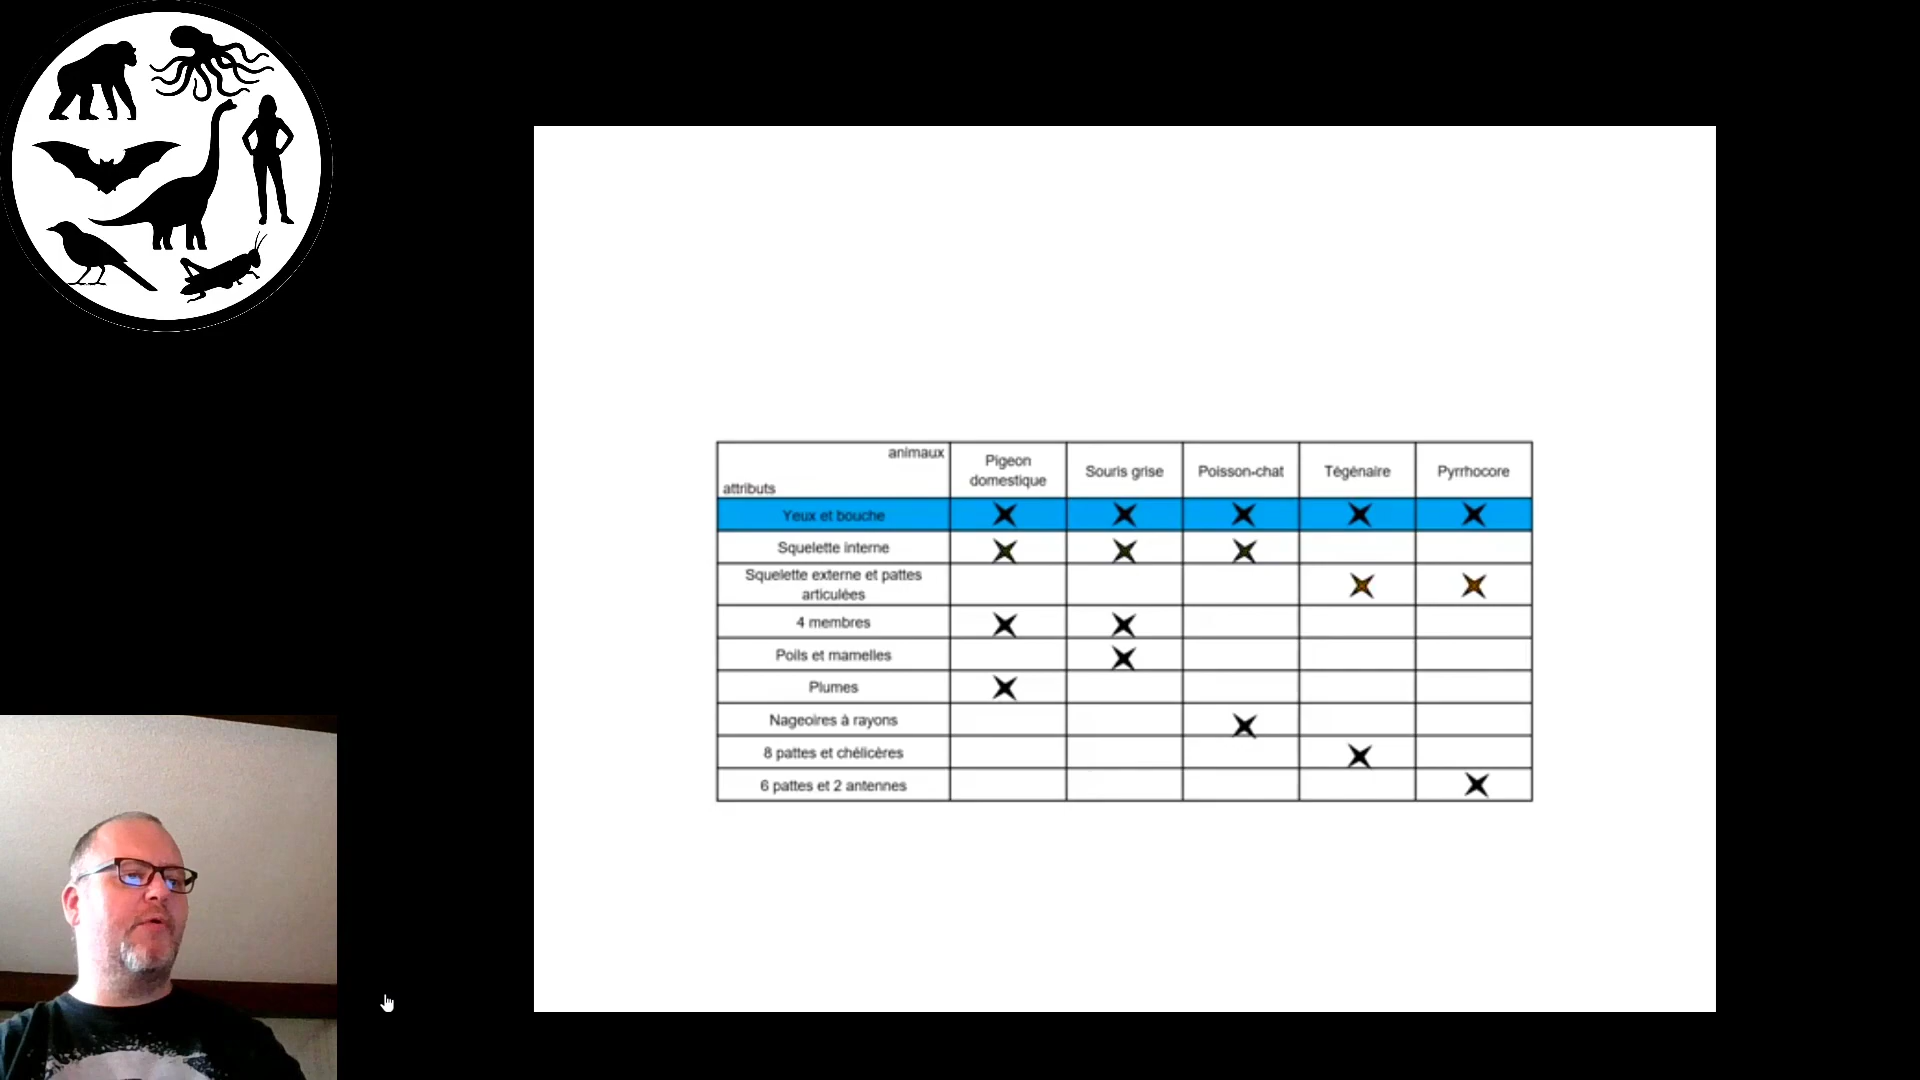 animaux
attributs
Pigeon
domestique
Souris grise
Poisson-chat
Tégénaire
Pyrrhocore
Yeux et bouche
Squelette interne
Squelette externe et pattes
articulées
4 membres
Poils et mamelles
Plumes
Nageoires à rayons
8 pattes et chélicères
6 pattes et 2 antennes